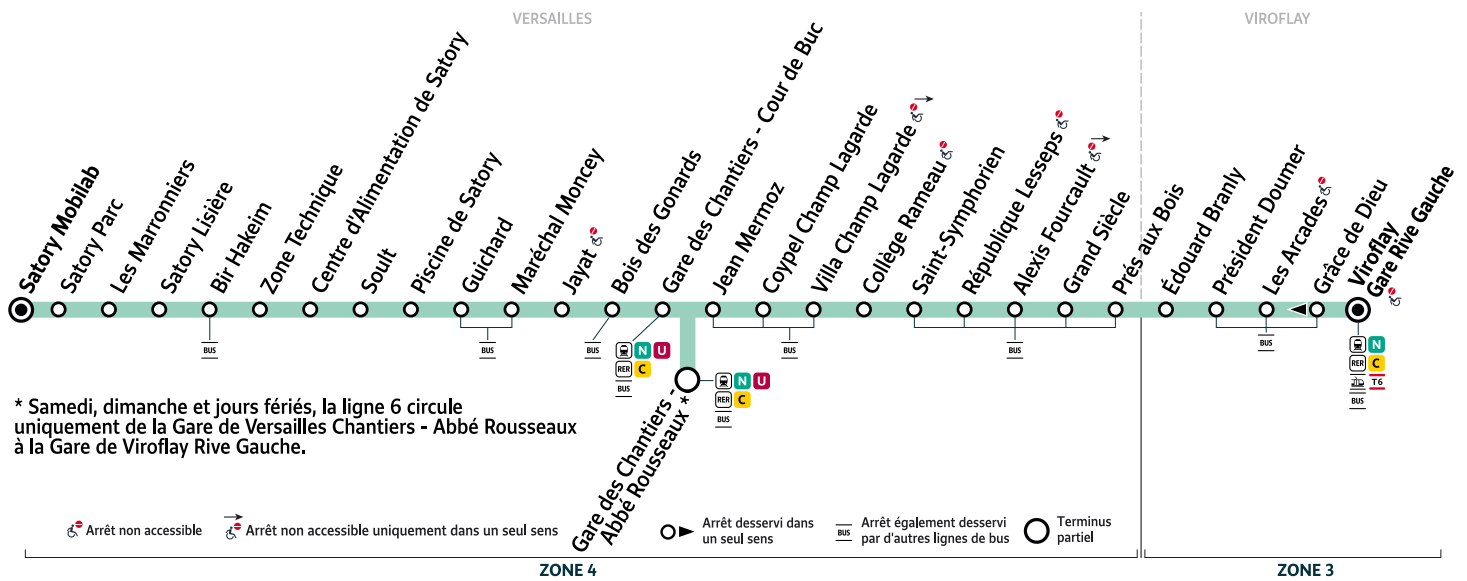 VERSAILLES
VIROFLAY
Satory Mobilab
Satory Parc
Les Marronniers
Satory Lisière
Bir Hakeim
Zone Technique
Centre d'Alimentation de Satory
Soult
Piscine de Satory
Guichard
Maréchal Moncey
Jayat
Bois des Gonards
Gare des Chantiers - Cour de Buc
Jean Mermoz
Coypel Champ Lagarde
Villa Champ Lagarde
Collège Rameau
Saint-Symphorien
République Lesseps
Alexis Fourcault
Grand Siècle
Prés aux Bois
Édouard Branly
Président Doumer
Les Arcades
Grâce de Dieu
Viroflay
Gare Rive Gauche
BUS
BUS
BUS
N U
RER C
BUS
BUS
BUS
BUS
N
RER C
T6
BUS
N U
RER C
BUS
Gare des Chantiers -
Abbé Rousseaux *
* Samedi, dimanche et jours fériés, la ligne 6 circule
uniquement de la Gare de Versailles Chantiers - Abbé Rousseaux
à la Gare de Viroflay Rive Gauche.
Arrêt non accessible
Arrêt non accessible uniquement dans un seul sens
Arrêt desservi dans
un seul sens
BUS
Arrêt également desservi
par d'autres lignes de bus
Terminus
partiel
ZONE 4
ZONE 3